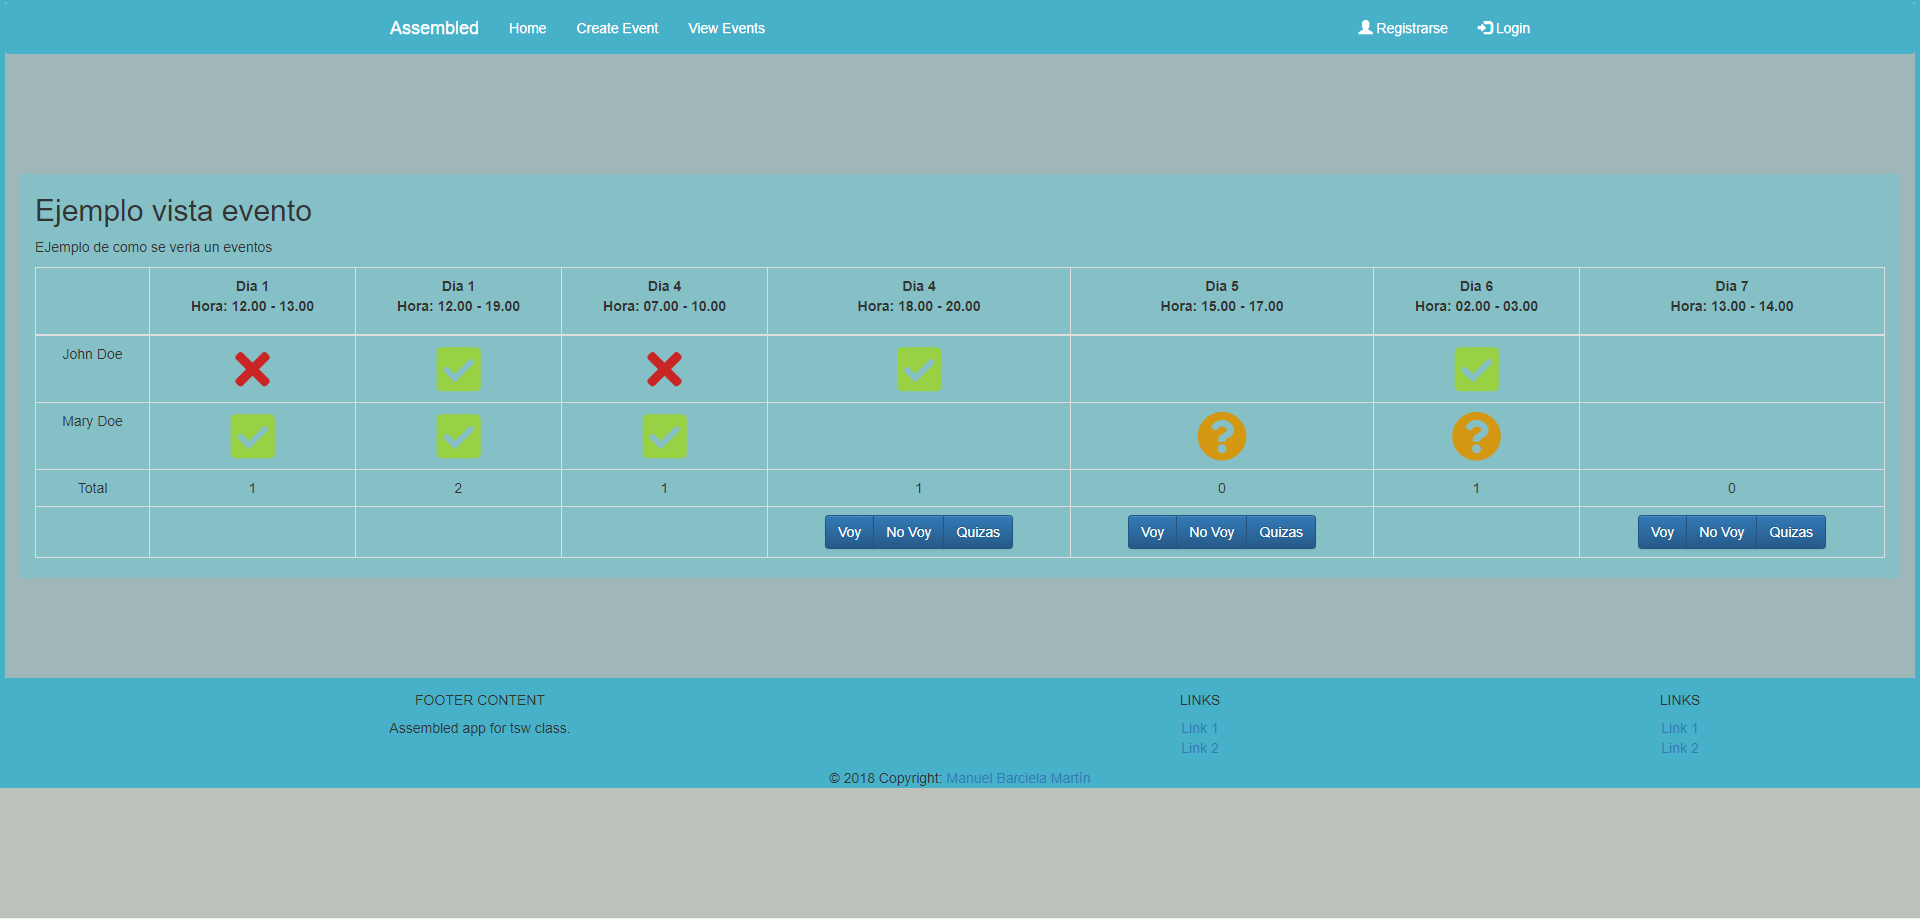 Assembled Home Create Event View Events Registrarse Login
Ejemplo vista evento
EJemplo de como se veria un eventos
Dia 1 Dia 1 Dia 4 Dia 4 Dia 5 Dia 6 Dia 7
Hora: 12.00 - 13.00 Hora: 12.00 - 19.00 Hora: 07.00 - 10.00 Hora: 18.00 - 20.00 Hora: 15.00 - 17.00 Hora: 02.00 - 03.00 Hora: 13.00 - 14.00
John Doe
Mary Doe
Total 1 2 1 1 0 1 0
Voy No Voy Quizas Voy No Voy Quizas Voy No Voy Quizas
FOOTER CONTENT LINKS LINKS
Assembled app for tsw class. Link 1 Link 1
Link 2 Link 2
© 2018 Copyright: Manuel Barciela Martín